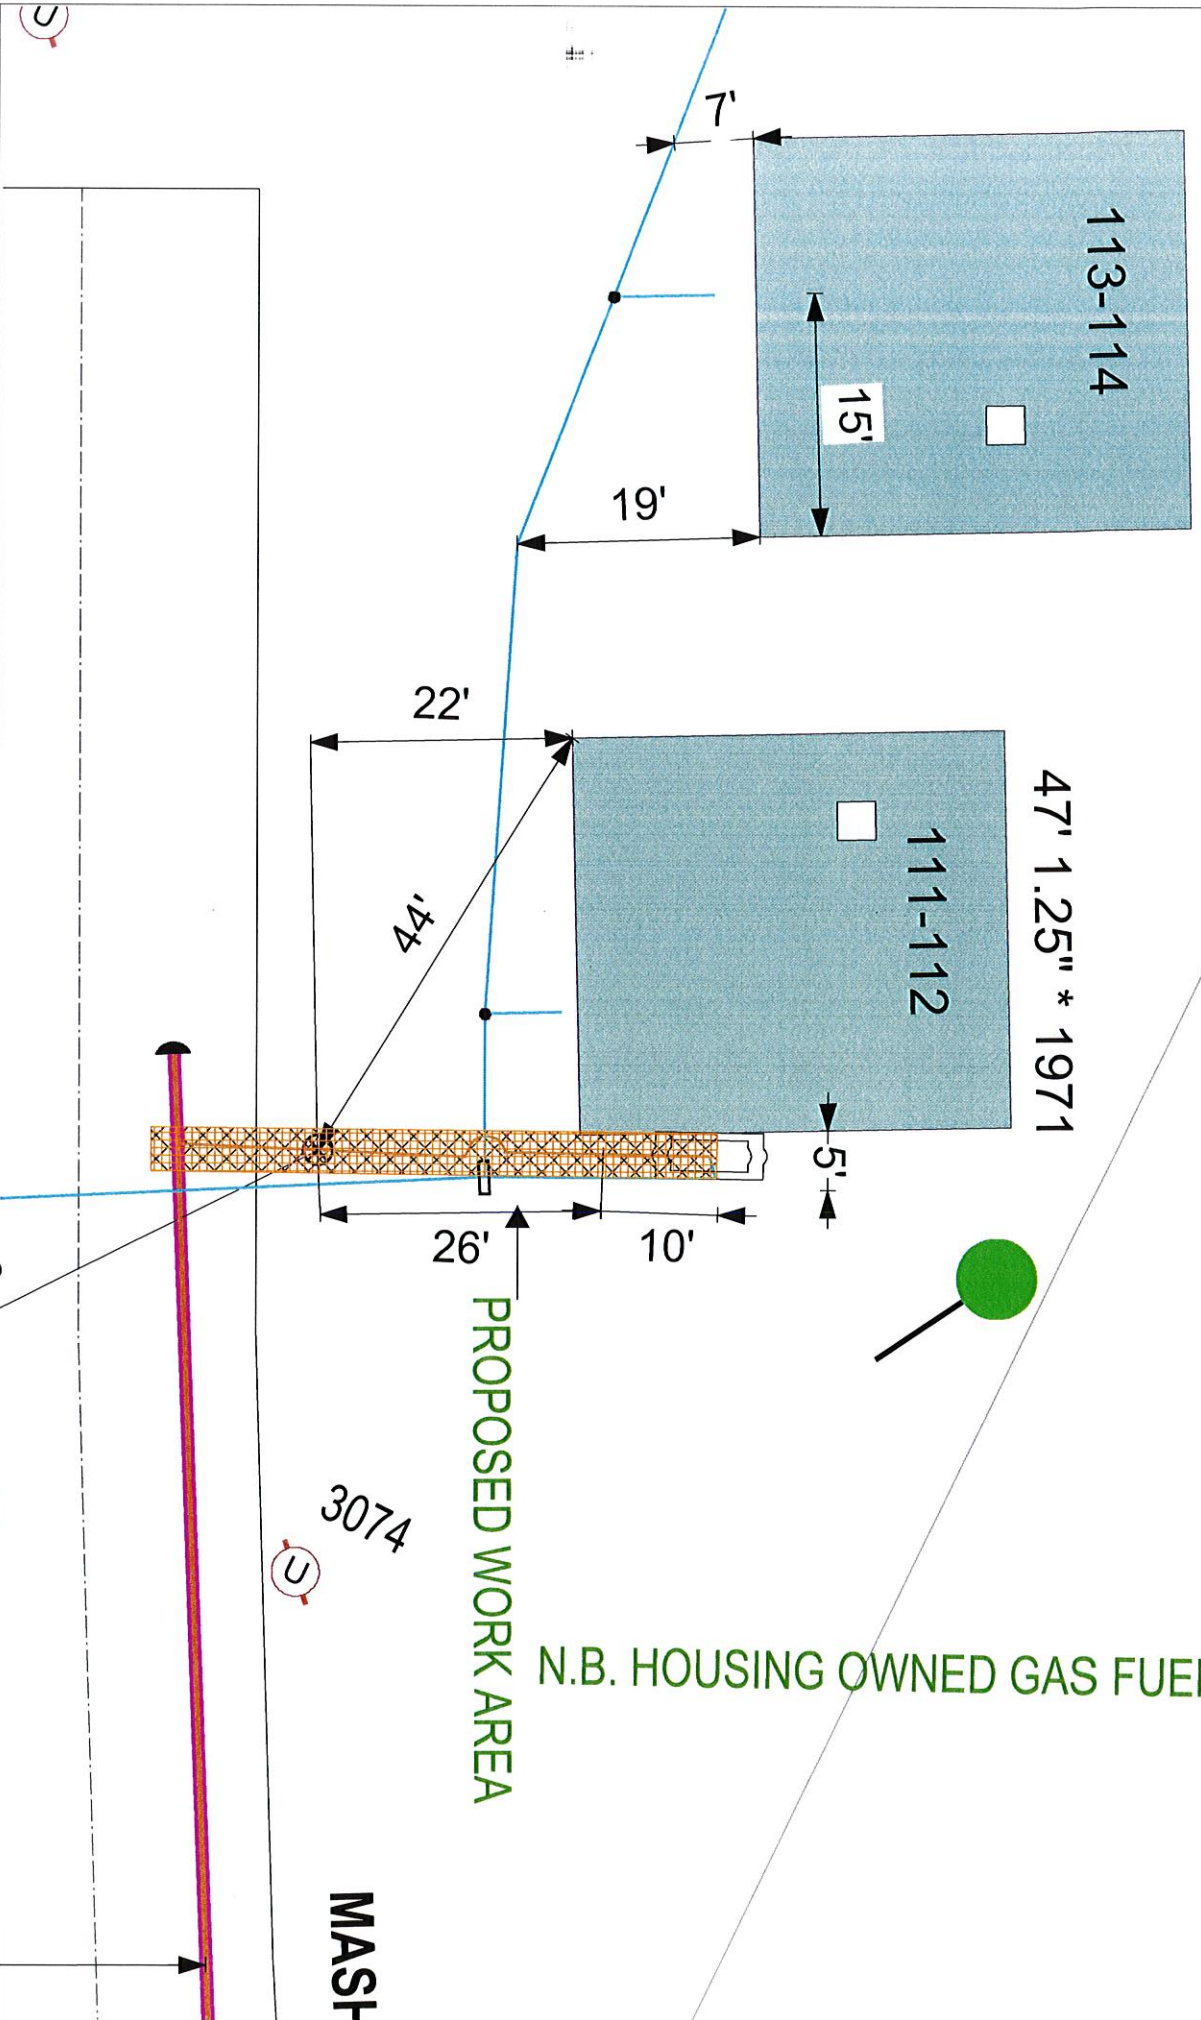 U
7'
113-114
15'
19'
22'
47' 1.25" * 1971
111-112
44'
5'
26'
10'
PROPOSED WORK AREA
3074
U
N.B. HOUSING OWNED GAS FUEL
MASH